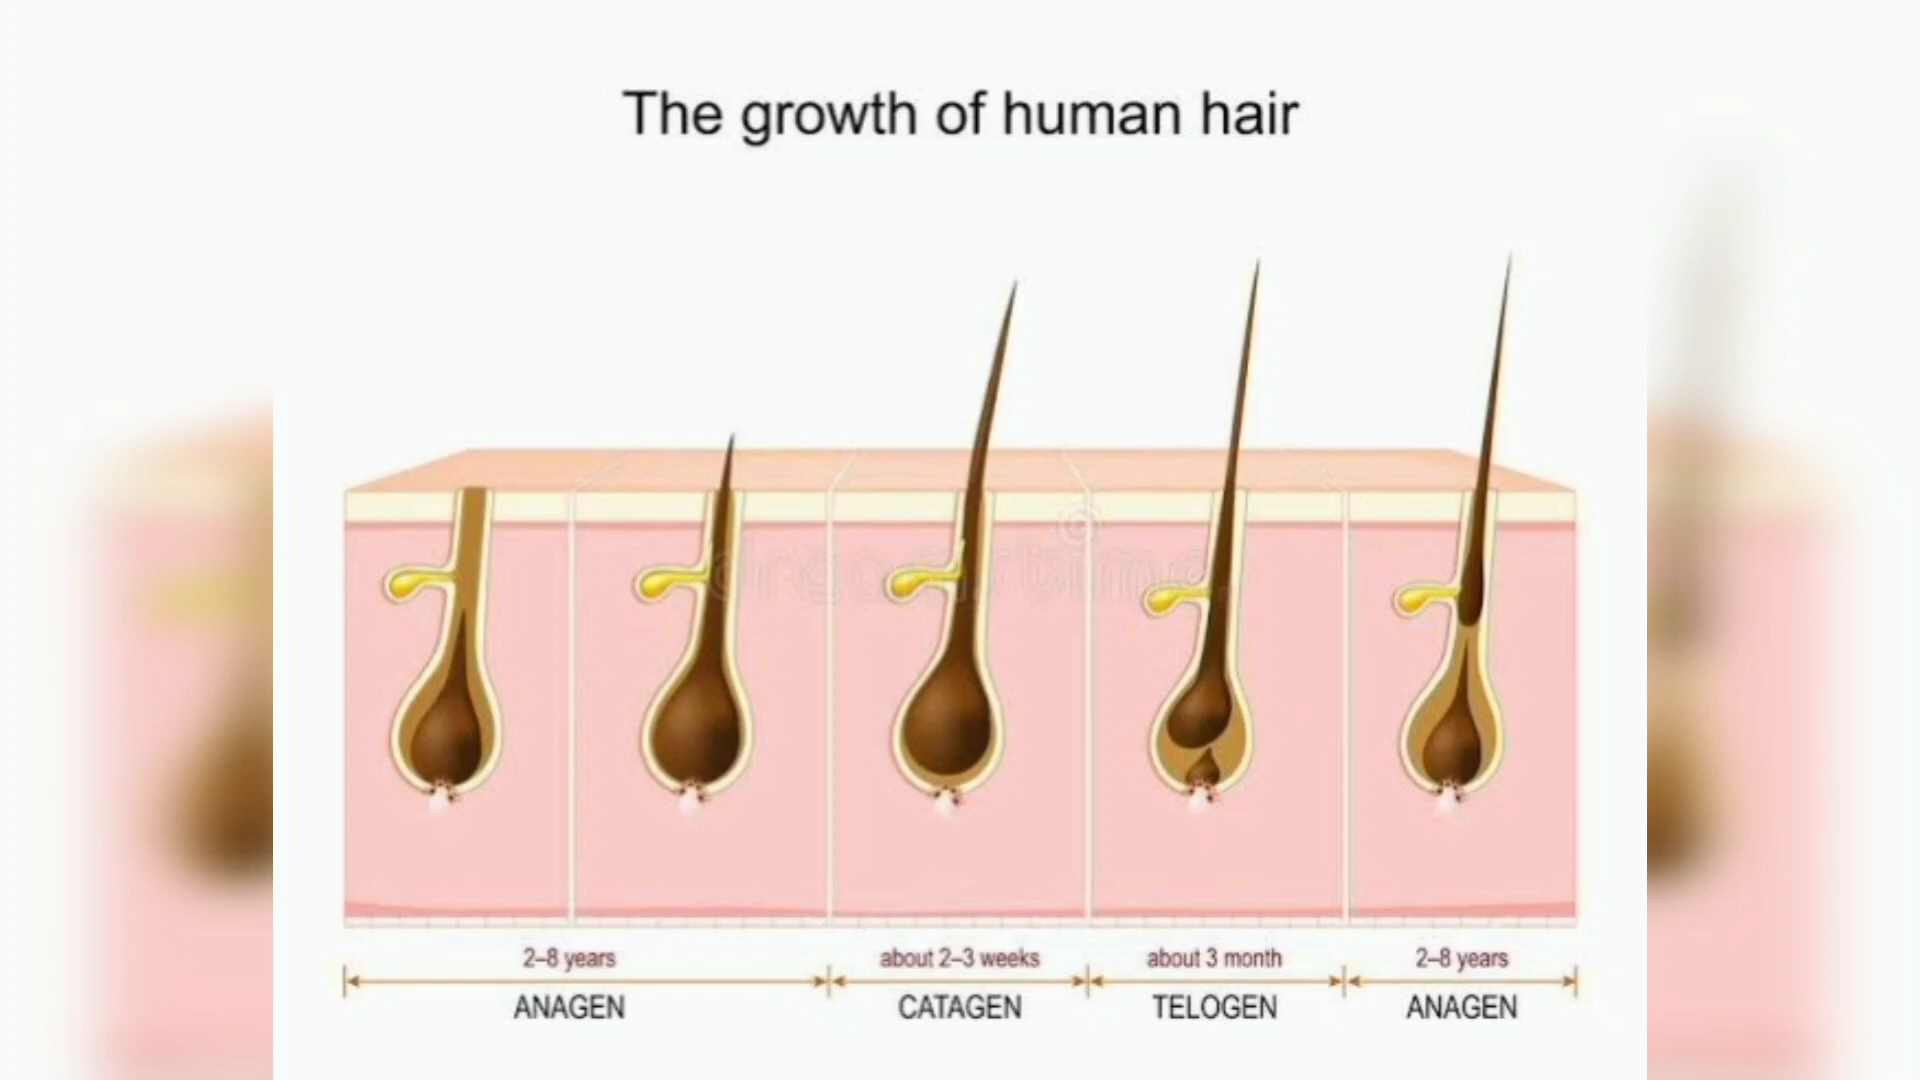 The growth of human hair
dreamstime
2–8 years
about 2–3 weeks
about 3 month
2–8 years
ANAGEN
CATAGEN
TELOGEN
ANAGEN